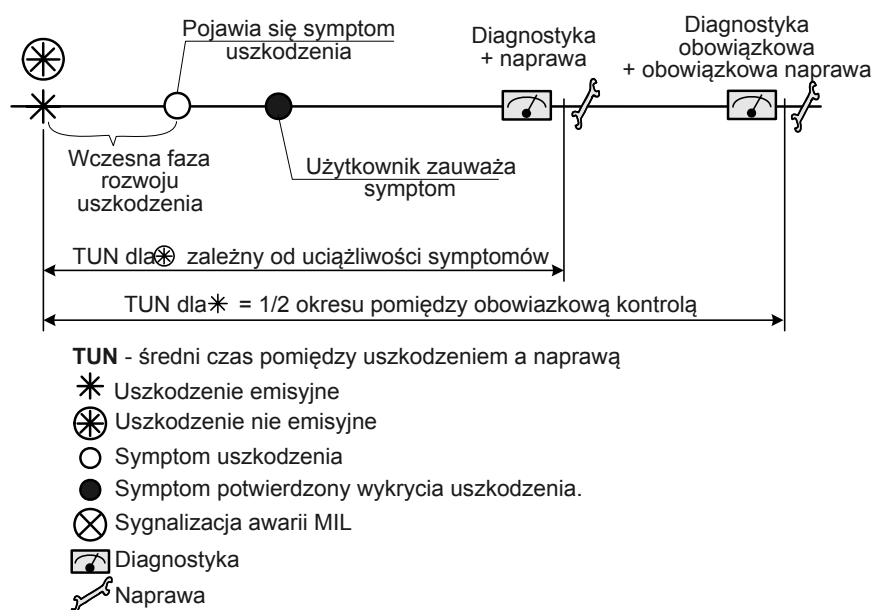 Pojawia się symptom
uszkodzenia
Diagnostyka
+ naprawa
Diagnostyka
obowiązkowa
+ obowiązkowa naprawa
Wczesna faza
rozwoju
uszkodzenia
Użytkownik zauważa
symptom
TUN dla zależny od uciążliwości symptomów
TUN dla = 1/2 okresu pomiędzy obowiazkową kontrolą
TUN - średni czas pomiędzy uszkodzeniem a naprawą
Uszkodzenie emisyjne
Uszkodzenie nie emisyjne
Symptom uszkodzenia
Symptom potwierdzony wykrycia uszkodzenia.
Sygnalizacja awarii MIL
Diagnostyka
Naprawa